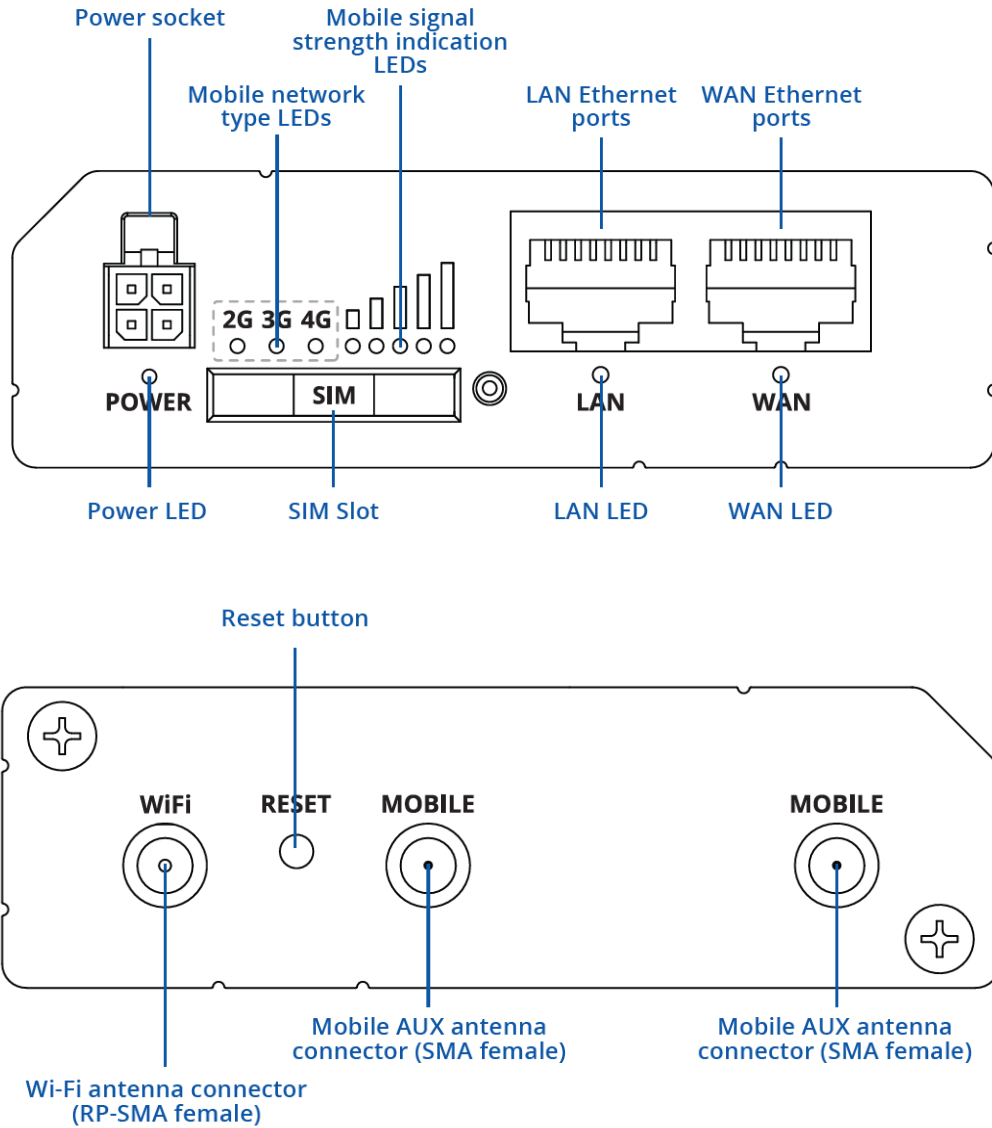 Power socket
Mobile signal
strength indication
LEDs
Mobile network
type LEDs
LAN Ethernet
ports
WAN Ethernet
ports
2G 3G 4G
POWER
SIM
LAN
WAN
Power LED
SIM Slot
LAN LED
WAN LED
Reset button
WiFi
RESET
MOBILE
MOBILE
Mobile AUX antenna
connector (SMA female)
Mobile AUX antenna
connector (SMA female)
Wi-Fi antenna connector
(RP-SMA female)